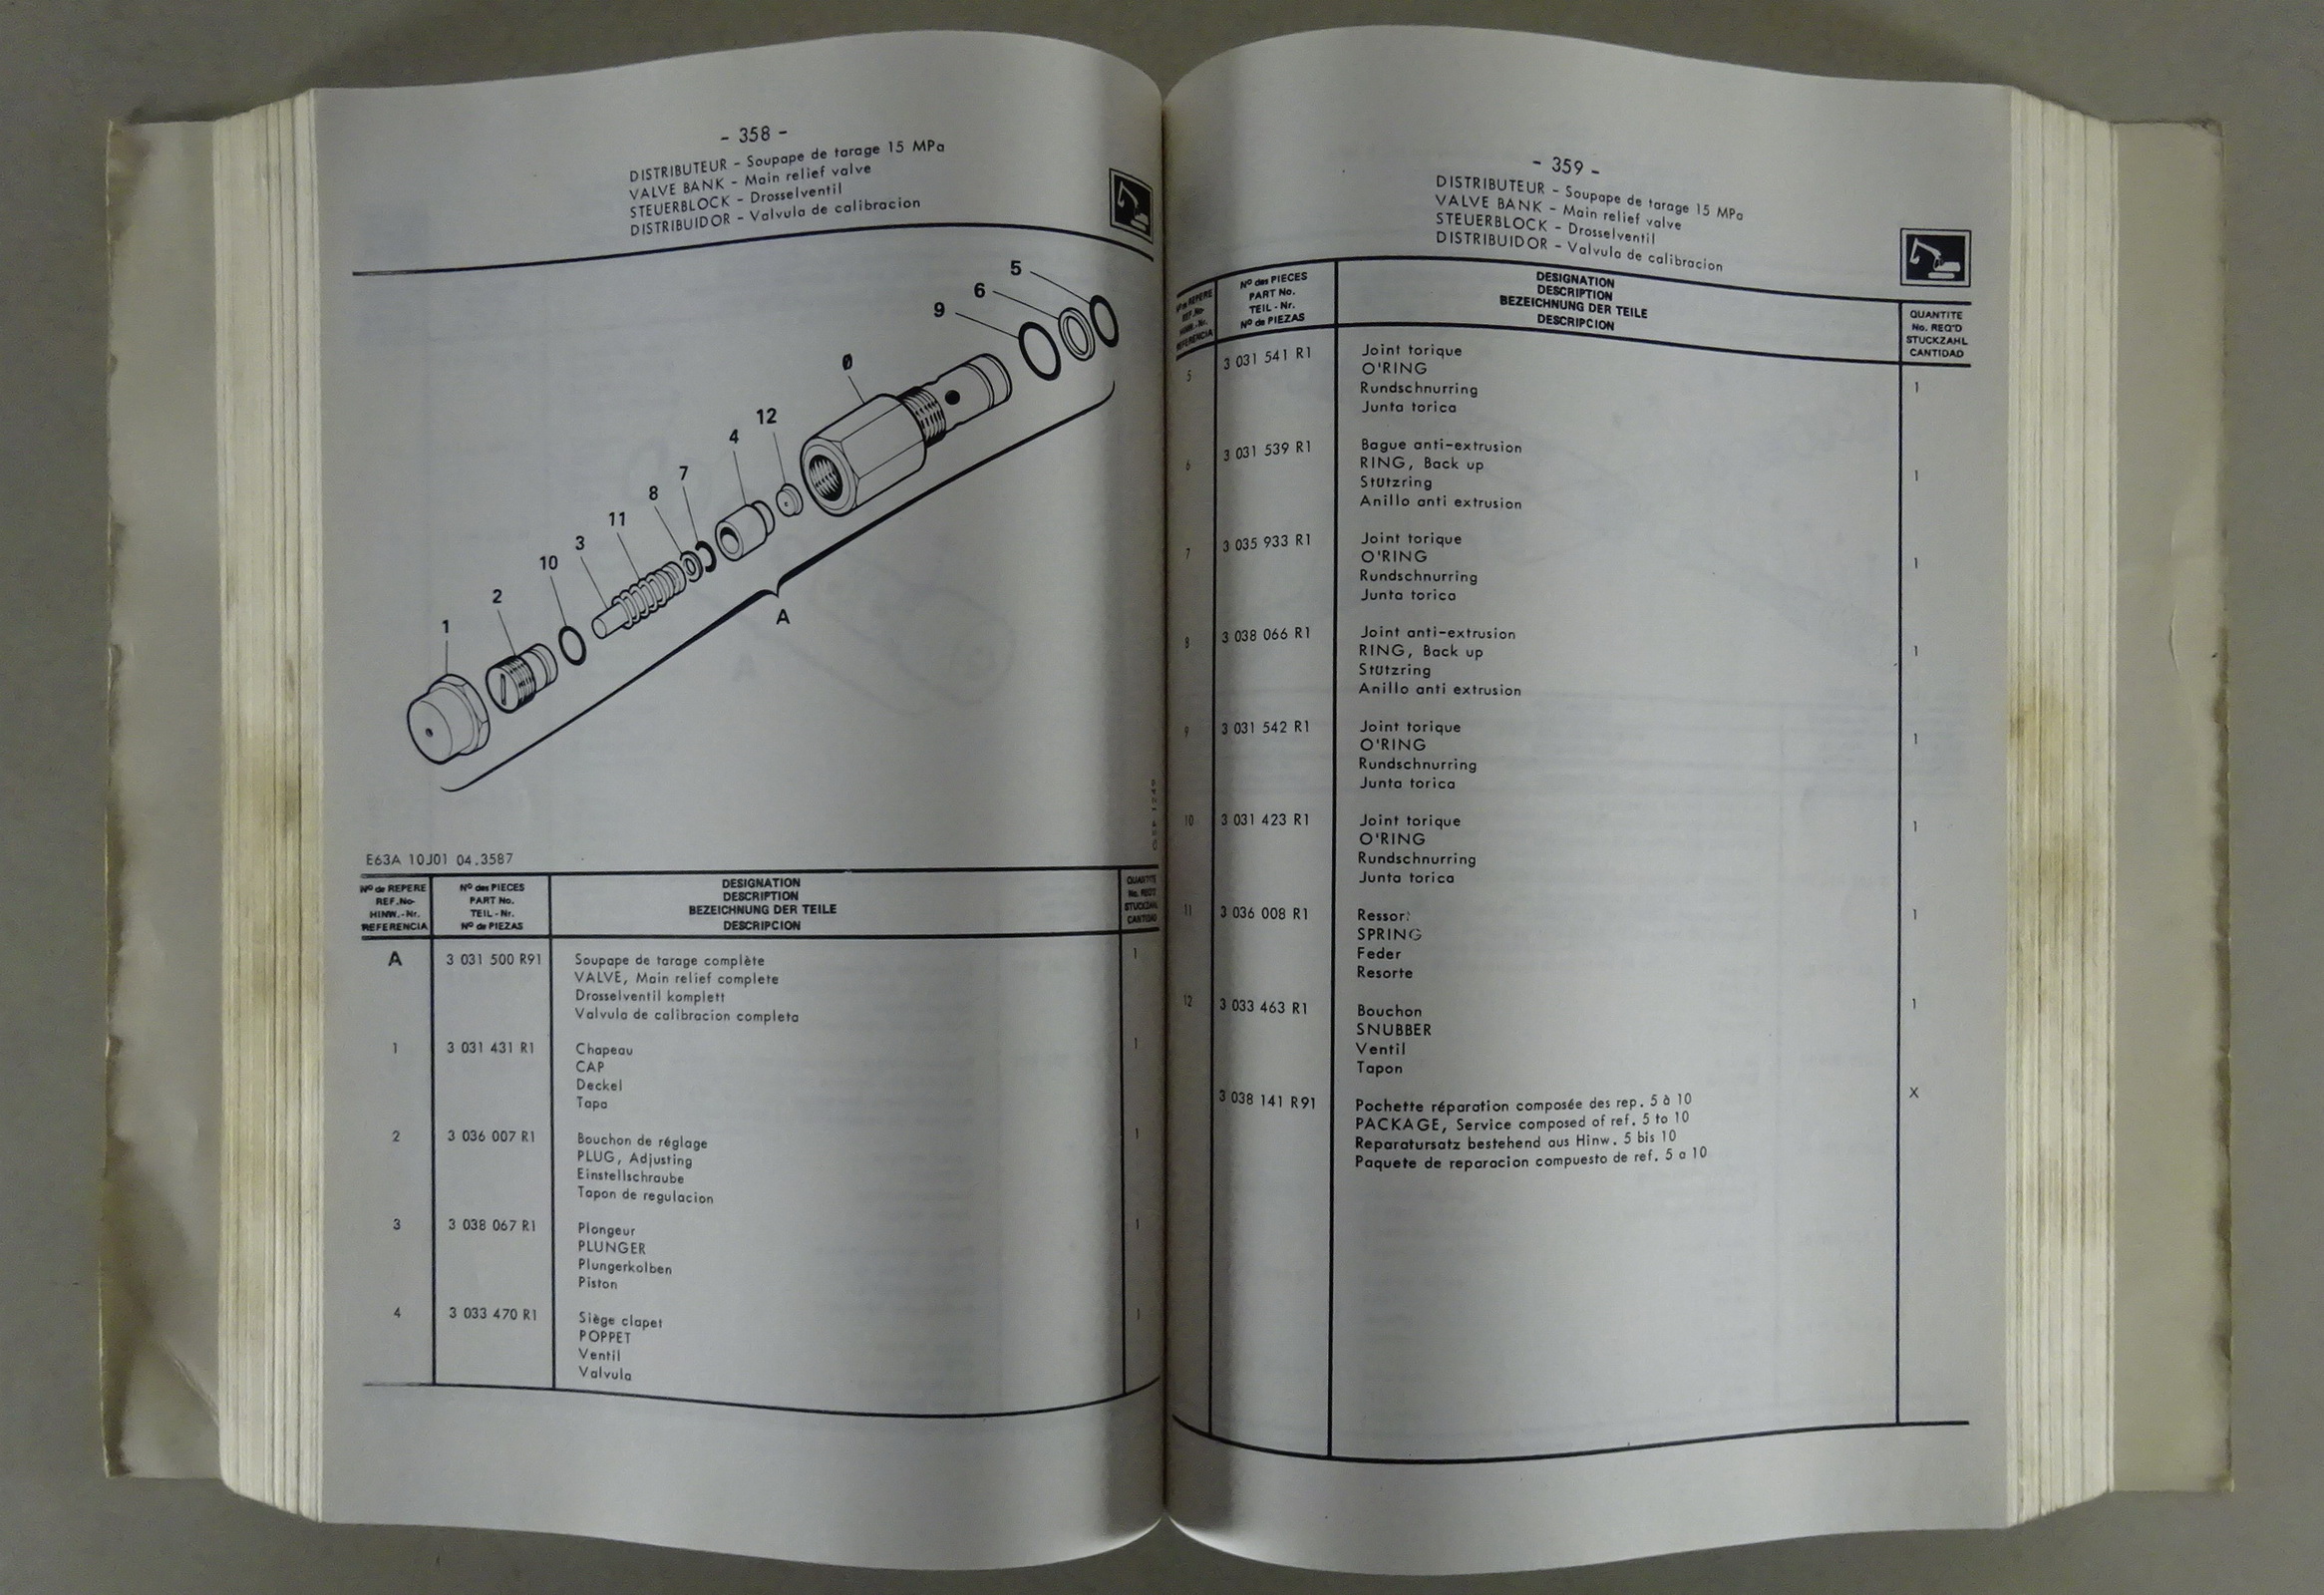 - 358 -
DISTRIBUTEUR - Soupape de tarage 15 MPa
VALVE BANK - Main relief valve
STEUERBLOCK - Drosselventil
DISTRIBUIDOR - Valvula de calibracion
5
6
9
Ø
12
4
7
8
11
3
10
2
1
A
E63A 10J01 04.3587
Nº de REPERE
REF.No-
HINW.-Nr.
REFERENCIA
Nº des PIECES
PART No.
TEIL-Nr.
Nº de PIEZAS
DESIGNATION
DESCRIPTION
BEZEICHNUNG DER TEILE
DESCRIPCION
QUANTITE
No. REQ'D
STUCKZAHL
CANTIDAD
A 3 031 500 R91 Soupape de tarage complète 1
VALVE, Main relief complete
Drosselventil komplett
Valvula de calibracion completa
1 3 031 431 R1 Chapeau 1
CAP
Deckel
Tapa
2 3 036 007 R1 Bouchon de réglage 1
PLUG, Adjusting
Einstellschraube
Tapon de regulacion
3 3 038 067 R1 Plongeur 1
PLUNGER
Plungerkolben
Piston
4 3 033 470 R1 Siège clapet 1
POPPET
Ventil
Valvula
- 359 -
DISTRIBUTEUR - Soupape de tarage 15 MPa
VALVE BANK - Main relief valve
STEUERBLOCK - Drosselventil
DISTRIBUIDOR - Valvula de calibracion
Nº de REPERE
REF.No-
HINW.-Nr.
REFERENCIA
Nº des PIECES
PART No.
TEIL-Nr.
Nº de PIEZAS
DESIGNATION
DESCRIPTION
BEZEICHNUNG DER TEILE
DESCRIPCION
QUANTITE
No. REQ'D
STUCKZAHL
CANTIDAD
5 3 031 541 R1 Joint torique 1
O'RING
Rundschnurring
Junta torica
6 3 031 539 R1 Bague anti-extrusion 1
RING, Back up
Stützring
Anillo anti extrusion
7 3 035 933 R1 Joint torique 1
O'RING
Rundschnurring
Junta torica
8 3 038 066 R1 Joint anti-extrusion 1
RING, Back up
Stützring
Anillo anti extrusion
9 3 031 542 R1 Joint torique 1
O'RING
Rundschnurring
Junta torica
10 3 031 423 R1 Joint torique 1
O'RING
Rundschnurring
Junta torica
11 3 036 008 R1 Ressort 1
SPRING
Feder
Resorte
12 3 033 463 R1 Bouchon 1
SNUBBER
Ventil
Tapon
3 038 141 R91 Pochette réparation composée des rep. 5 à 10 X
PACKAGE, Service composed of ref. 5 to 10
Reparatursatz bestehend aus Hinw. 5 bis 10
Paquete de reparacion compuesto de ref. 5 a 10